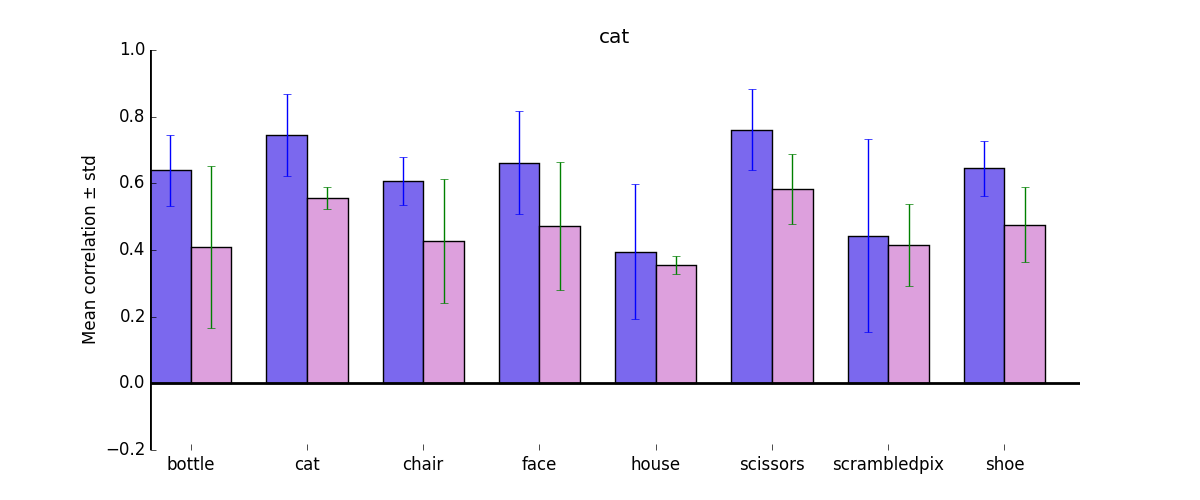 cat
Mean correlation ± std
1.0
0.8
0.6
0.4
0.2
0.0
−0.2
bottle cat chair face house scissors scrambledpix shoe